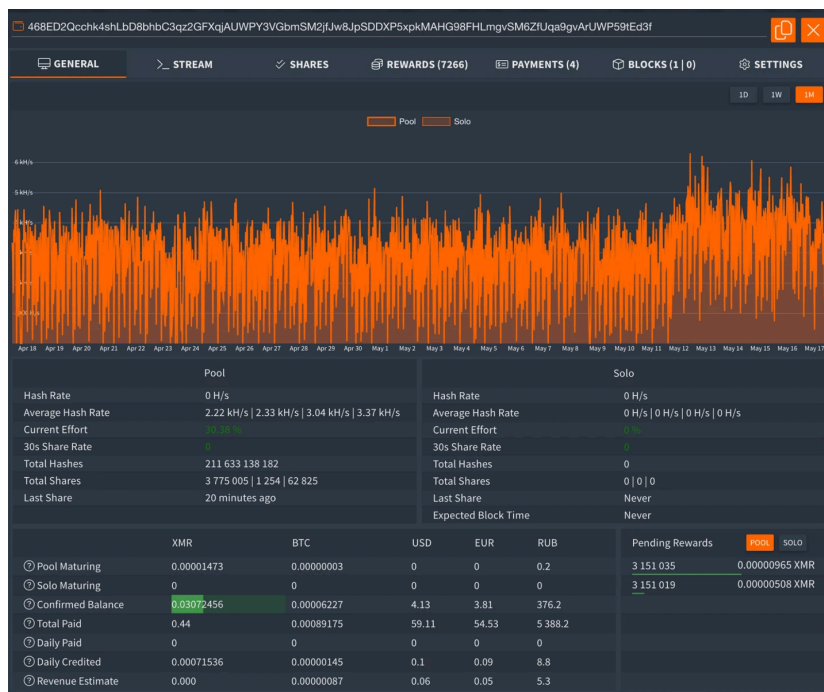 468ED2Qcchk4shLbD8bhbC3qz2GFXqjAUWPY3VGbmSM2jfJw8JpSDDXP5xpkMAHG98FHLmgvSM6ZfUqa9gvArUWP59tEd3f
GENERAL STREAM SHARES REWARDS (7266) PAYMENTS (4) BLOCKS (1 | 0) SETTINGS
1D 1W 1M
Pool Solo
6 kH/s
5 kH/s
Apr 18 Apr 19 Apr 20 Apr 21 Apr 22 Apr 23 Apr 24 Apr 25 Apr 26 Apr 27 Apr 28 Apr 29 Apr 30 May 1 May 2 May 3 May 4 May 5 May 6 May 7 May 8 May 9 May 10 May 11 May 12 May 13 May 14 May 15 May 16 May 17
Pool Solo
Hash Rate 0 H/s Hash Rate 0 H/s
Average Hash Rate 2.22 kH/s | 2.33 kH/s | 3.04 kH/s | 3.37 kH/s Average Hash Rate 0 H/s | 0 H/s | 0 H/s | 0 H/s
Current Effort 30.38 % Current Effort 0 %
30s Share Rate 0 30s Share Rate 0
Total Hashes 211 633 138 182 Total Hashes 0
Total Shares 3 775 005 | 1 254 | 62 825 Total Shares 0 | 0 | 0
Last Share 20 minutes ago Last Share Never
Expected Block Time Never
XMR BTC USD EUR RUB Pending Rewards POOL SOLO
Pool Maturing 0.00001473 0.00000003 0 0 0.2 3 151 035 0.00000965 XMR
Solo Maturing 0 0 0 0 0 3 151 019 0.00000508 XMR
Confirmed Balance 0.03072456 0.00006227 4.13 3.81 376.2
Total Paid 0.44 0.00089175 59.11 54.53 5 388.2
Daily Paid 0 0 0 0 0
Daily Credited 0.00071536 0.00000145 0.1 0.09 8.8
Revenue Estimate 0.000 0.00000087 0.06 0.05 5.3